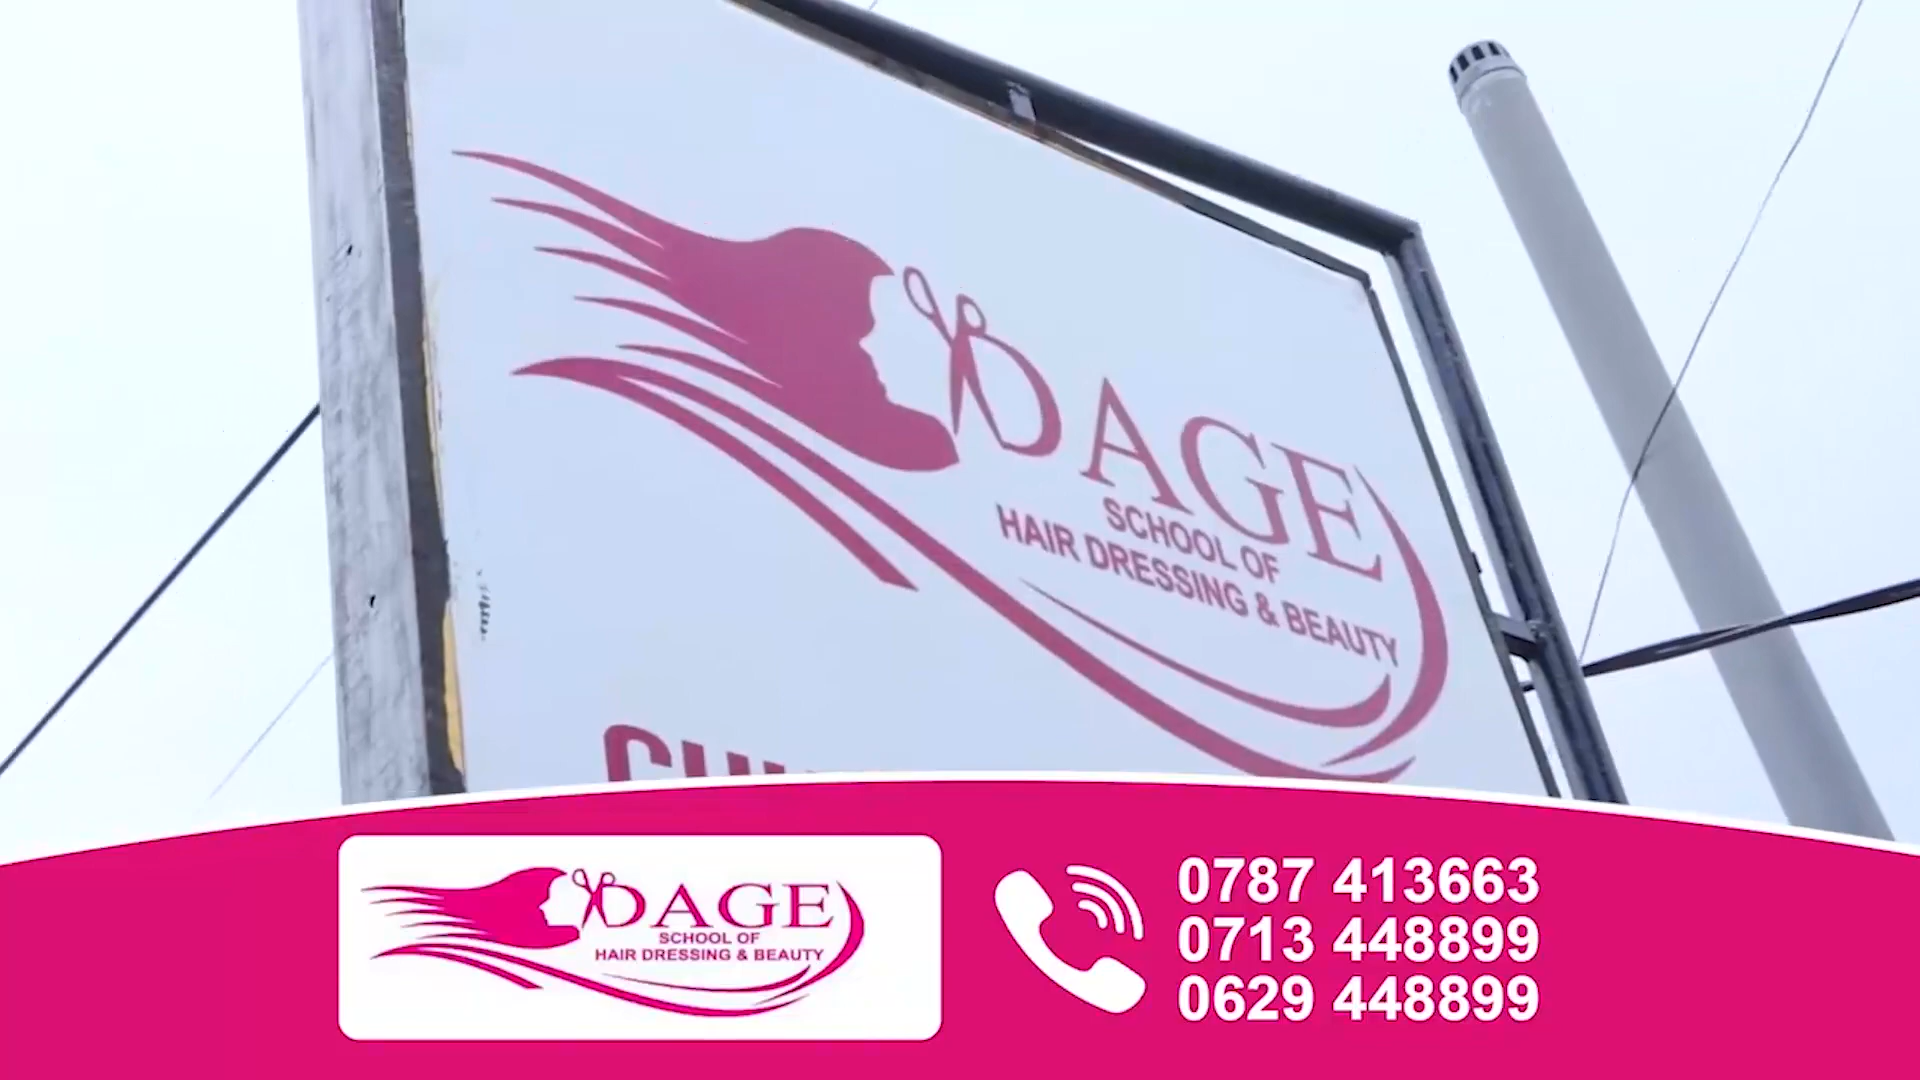 DAGE
SCHOOL OF
HAIR DRESSING & BEAUTY
DAGE
SCHOOL OF
HAIR DRESSING & BEAUTY
0787 413663
0713 448899
0629 448899